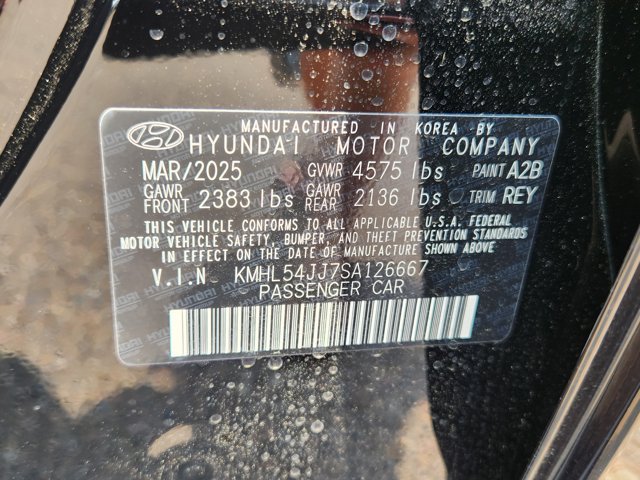 MANUFACTURED IN KOREA BY
HYUNDAI MOTOR COMPANY
MAR/2025 GVWR 4575 lbs PAINT A2B
GAWR FRONT 2383 lbs GAWR REAR 2136 lbs TRIM REY
THIS VEHICLE CONFORMS TO ALL APPLICABLE U.S.A. FEDERAL
MOTOR VEHICLE SAFETY, BUMPER, AND THEFT PREVENTION STANDARDS
IN EFFECT ON THE DATE OF MANUFACTURE SHOWN ABOVE
V.I.N. KMHL54JJ7SA126667
PASSENGER CAR